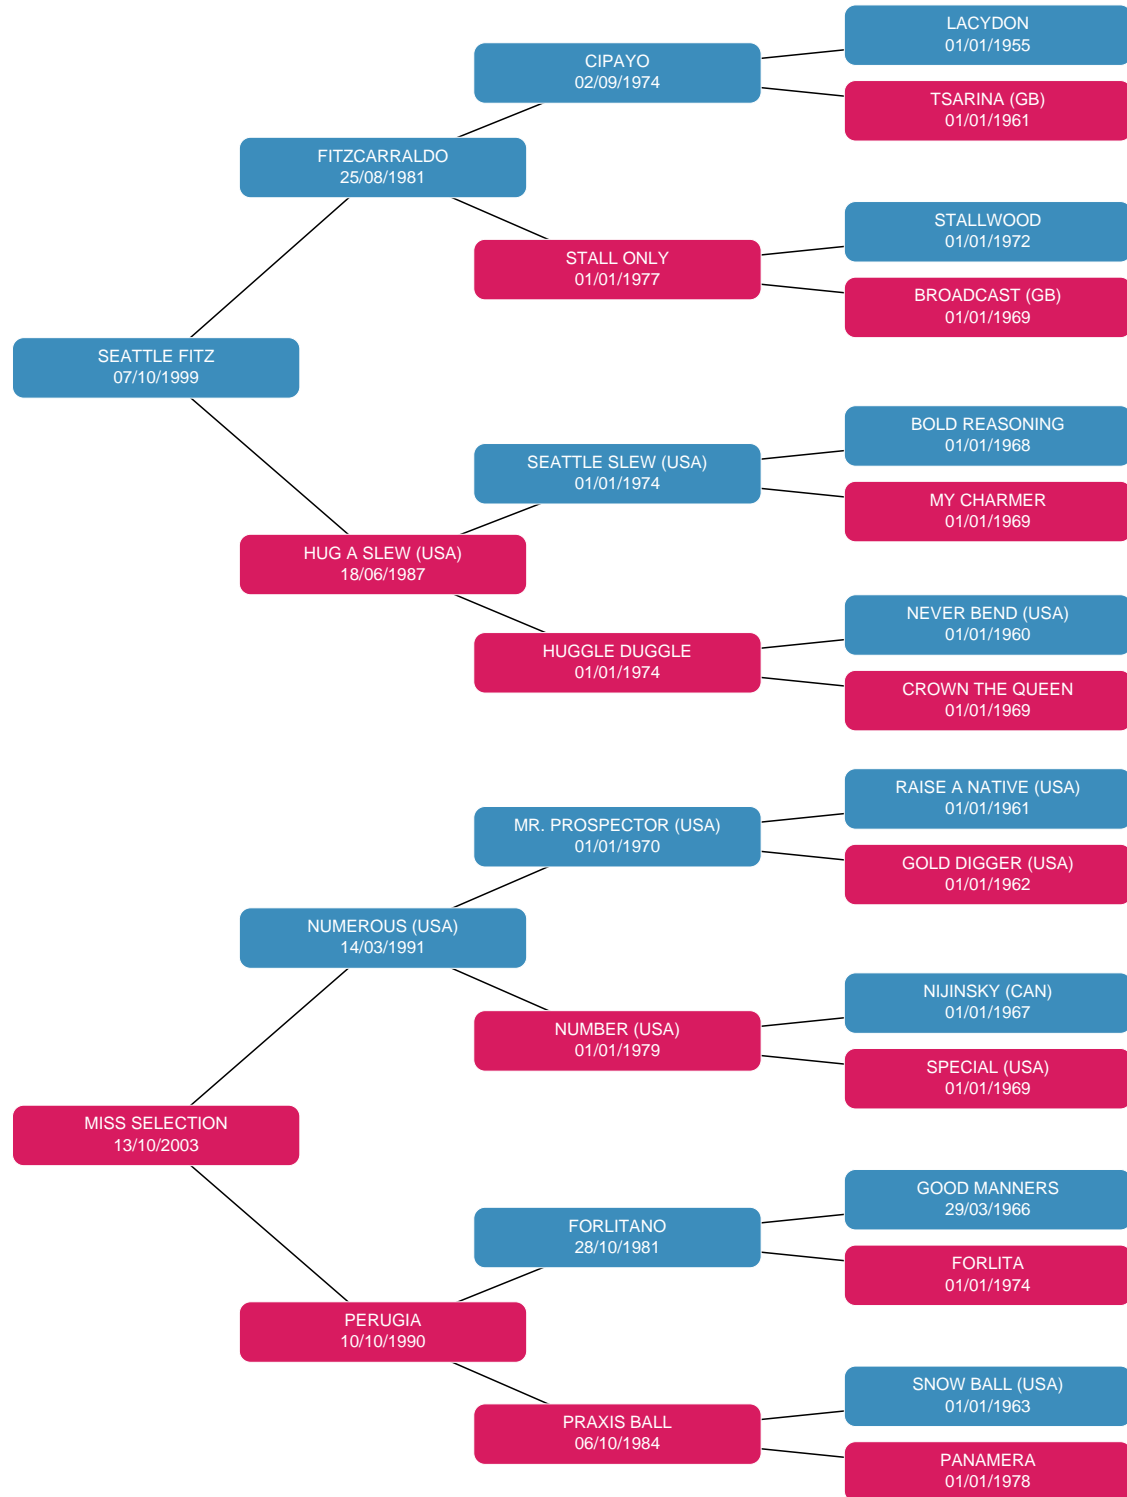 LACYDON
01/01/1955
CIPAYO
02/09/1974
TSARINA (GB)
01/01/1961
FITZCARRALDO
25/08/1981
STALLWOOD
01/01/1972
STALL ONLY
01/01/1977
BROADCAST (GB)
01/01/1969
SEATTLE FITZ
07/10/1999
BOLD REASONING
01/01/1968
SEATTLE SLEW (USA)
01/01/1974
MY CHARMER
01/01/1969
HUG A SLEW (USA)
18/06/1987
NEVER BEND (USA)
01/01/1960
HUGGLE DUGGLE
01/01/1974
CROWN THE QUEEN
01/01/1969
RAISE A NATIVE (USA)
01/01/1961
MR. PROSPECTOR (USA)
01/01/1970
GOLD DIGGER (USA)
01/01/1962
NUMEROUS (USA)
14/03/1991
NIJINSKY (CAN)
01/01/1967
NUMBER (USA)
01/01/1979
SPECIAL (USA)
01/01/1969
MISS SELECTION
13/10/2003
GOOD MANNERS
29/03/1966
FORLITANO
28/10/1981
FORLITA
01/01/1974
PERUGIA
10/10/1990
SNOW BALL (USA)
01/01/1963
PRAXIS BALL
06/10/1984
PANAMERA
01/01/1978